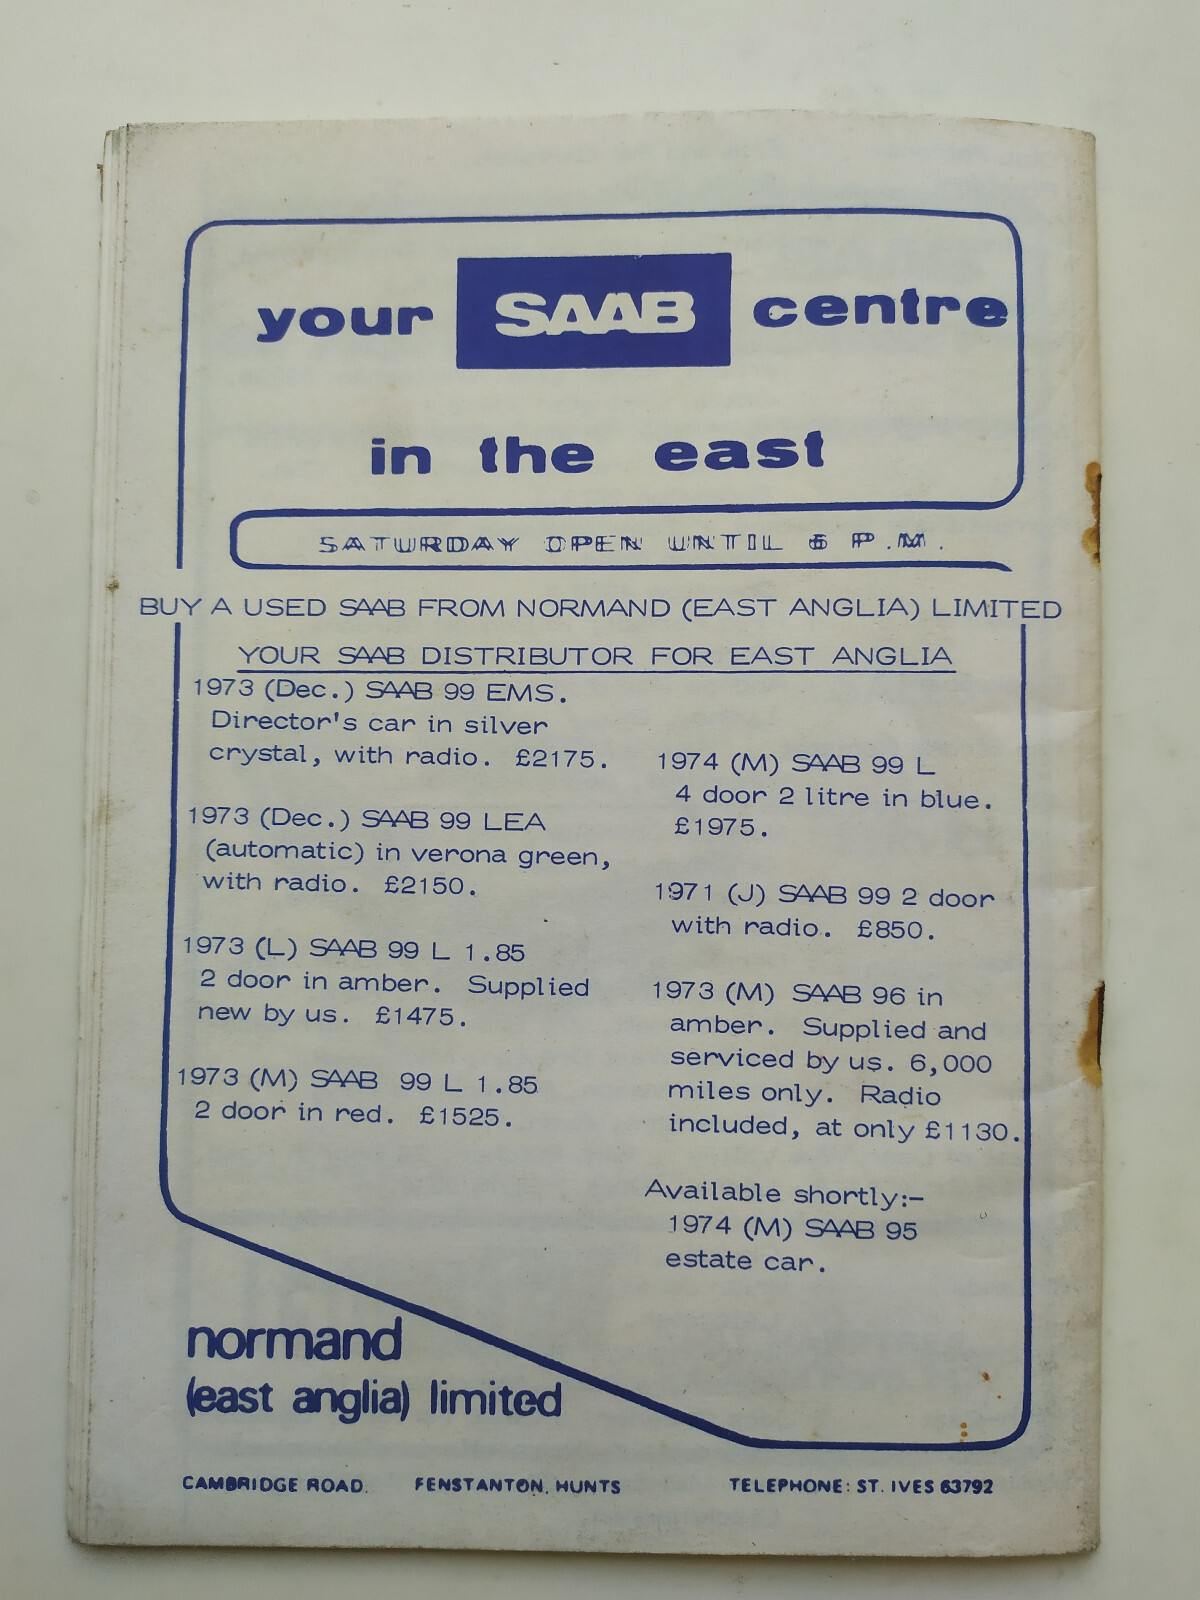 your SAAB centre
in the east
SATURDAY OPEN UNTIL 6 P.M.
BUY A USED SAAB FROM NORMAND (EAST ANGLIA) LIMITED
YOUR SAAB DISTRIBUTOR FOR EAST ANGLIA
1973 (Dec.) SAAB 99 EMS.
Director's car in silver
crystal, with radio. £2175.
1973 (Dec.) SAAB 99 LEA
(automatic) in verona green,
with radio. £2150.
1973 (L) SAAB 99 L 1.85
2 door in amber. Supplied
new by us. £1475.
1973 (M) SAAB 99 L 1.85
2 door in red. £1525.
1974 (M) SAAB 99 L
4 door 2 litre in blue.
£1975.
1971 (J) SAAB 99 2 door
with radio. £850.
1973 (M) SAAB 96 in
amber. Supplied and
serviced by us. 6,000
miles only. Radio
included, at only £1130.
Available shortly:-
1974 (M) SAAB 95
estate car.
normand
(east anglia) limited
CAMBRIDGE ROAD. FENSTANTON, HUNTS TELEPHONE: ST. IVES 63792